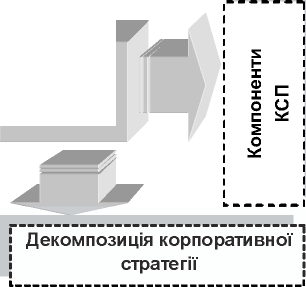 Компоненти
КСП
Декомпозиція корпоративної
стратегії